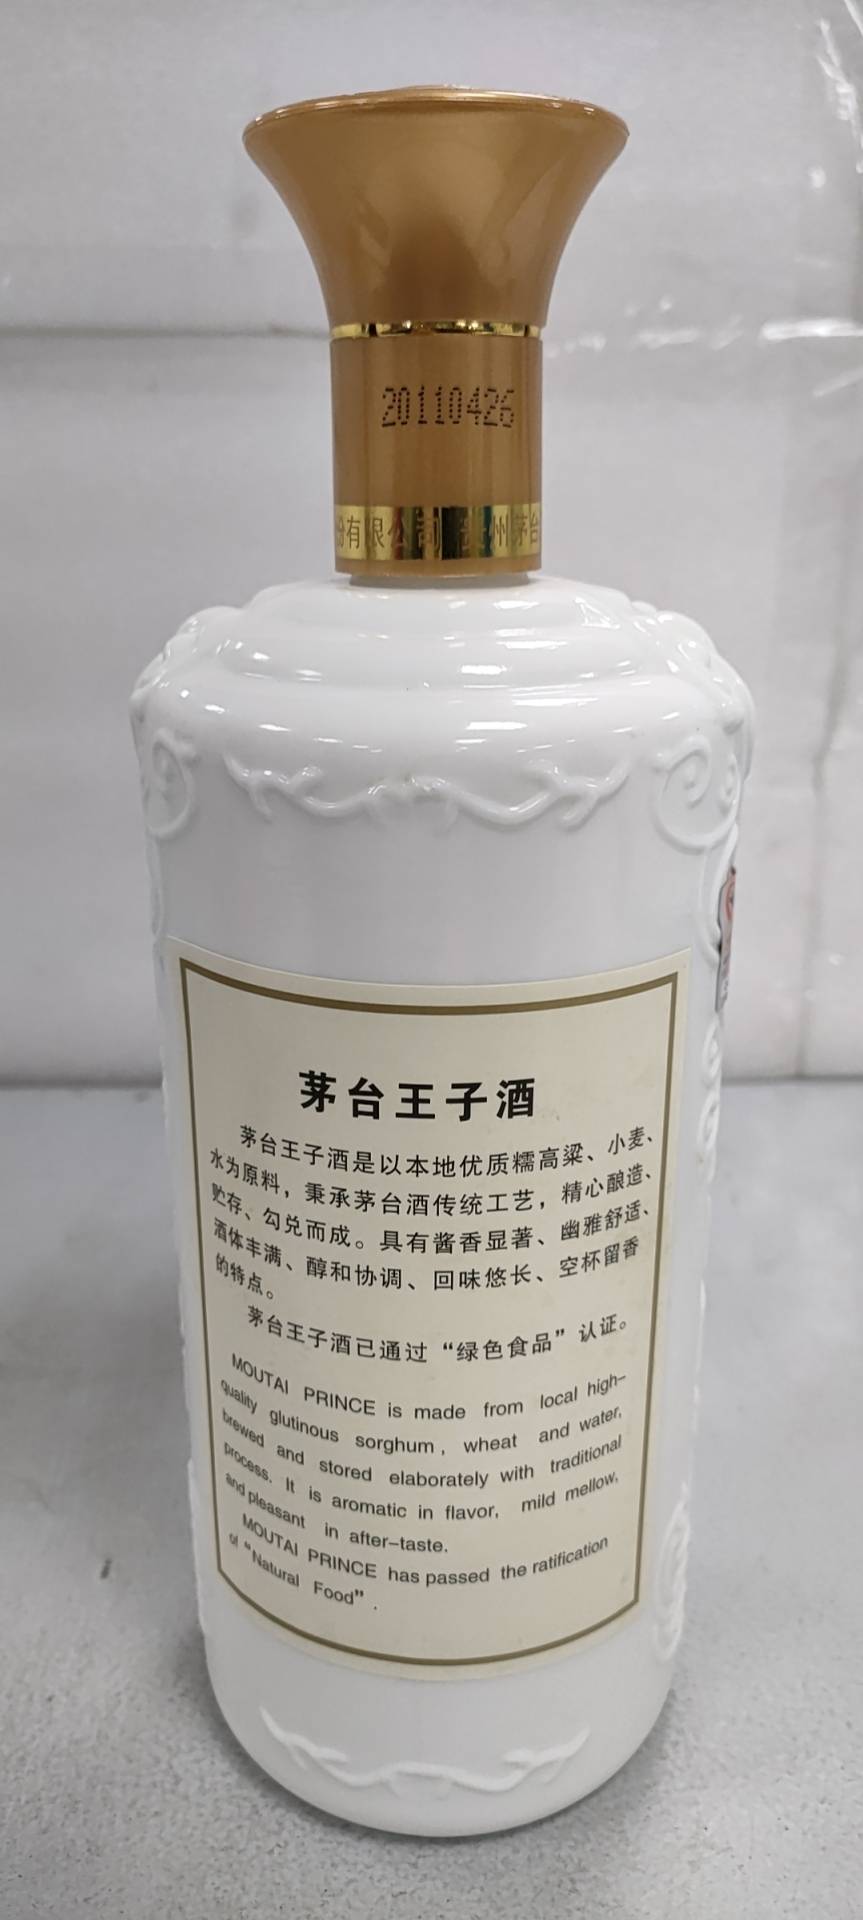 20110426
份有限公司 贵州茅台
茅台王子酒
茅台王子酒是以本地优质糯高粱、小麦、
水为原料，秉承茅台酒传统工艺，精心酿造、
贮存、勾兑而成。具有酱香显著、幽雅舒适、
酒体丰满、醇和协调、回味悠长、空杯留香
的特点。
茅台王子酒已通过“绿色食品”认证。
MOUTAI PRINCE is made from local high-
quality glutinous sorghum, wheat and water,
brewed and stored elaborately with traditional
process. It is aromatic in flavor, mild mellow,
and pleasant in after-taste.
MOUTAI PRINCE has passed the ratification
of “Natural Food”.